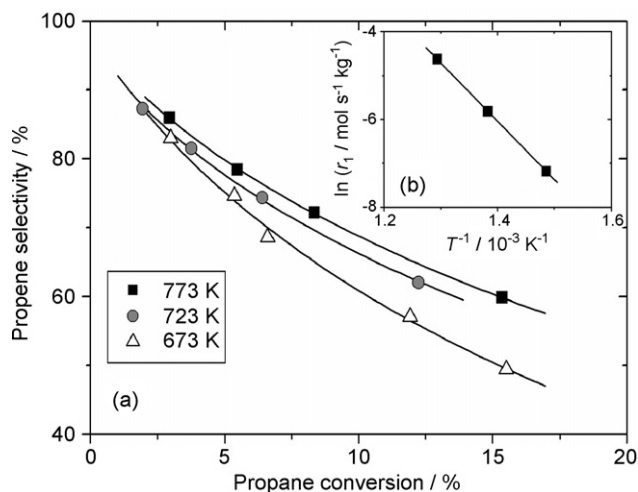 100
80
60
40
Propene selectivity / %
0
5
10
15
20
Propane conversion / %
773 K
723 K
673 K
(a)
-4
-6
-8
ln (r₁ / mol s⁻¹ kg⁻¹)
1.2
1.4
1.6
T⁻¹ / 10⁻³ K⁻¹
(b)